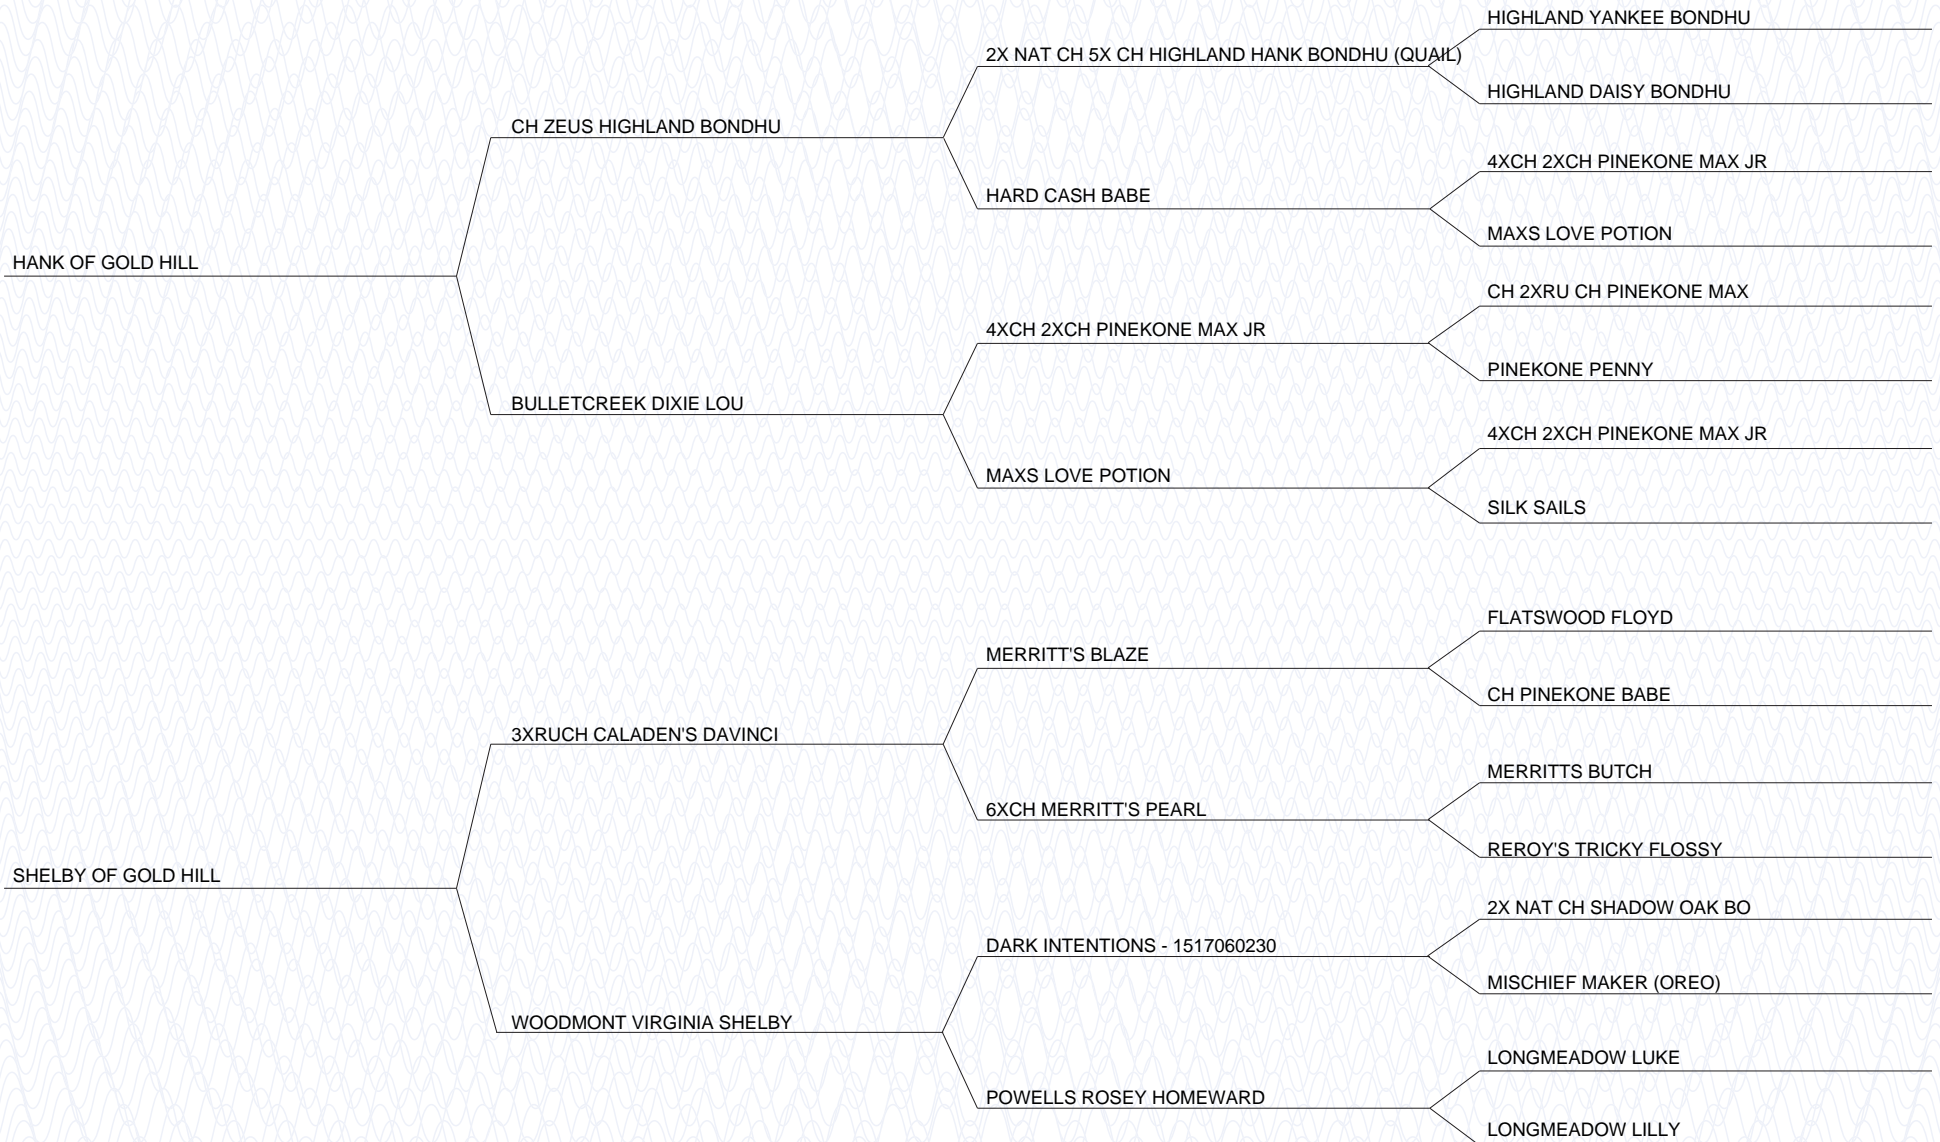 HIGHLAND YANKEE BONDHU
2X NAT CH 5X CH HIGHLAND HANK BONDHU (QUAIL)
HIGHLAND DAISY BONDHU
CH ZEUS HIGHLAND BONDHU
4XCH 2XCH PINEKONE MAX JR
HARD CASH BABE
MAXS LOVE POTION
HANK OF GOLD HILL
CH 2XRU CH PINEKONE MAX
4XCH 2XCH PINEKONE MAX JR
PINEKONE PENNY
BULLETCREEK DIXIE LOU
4XCH 2XCH PINEKONE MAX JR
MAXS LOVE POTION
SILK SAILS
FLATSWOOD FLOYD
MERRITT'S BLAZE
CH PINEKONE BABE
3XRUCH CALADEN'S DAVINCI
MERRITTS BUTCH
6XCH MERRITT'S PEARL
REROY'S TRICKY FLOSSY
SHELBY OF GOLD HILL
2X NAT CH SHADOW OAK BO
DARK INTENTIONS - 1517060230
MISCHIEF MAKER (OREO)
WOODMONT VIRGINIA SHELBY
LONGMEADOW LUKE
POWELLS ROSEY HOMEWARD
LONGMEADOW LILLY